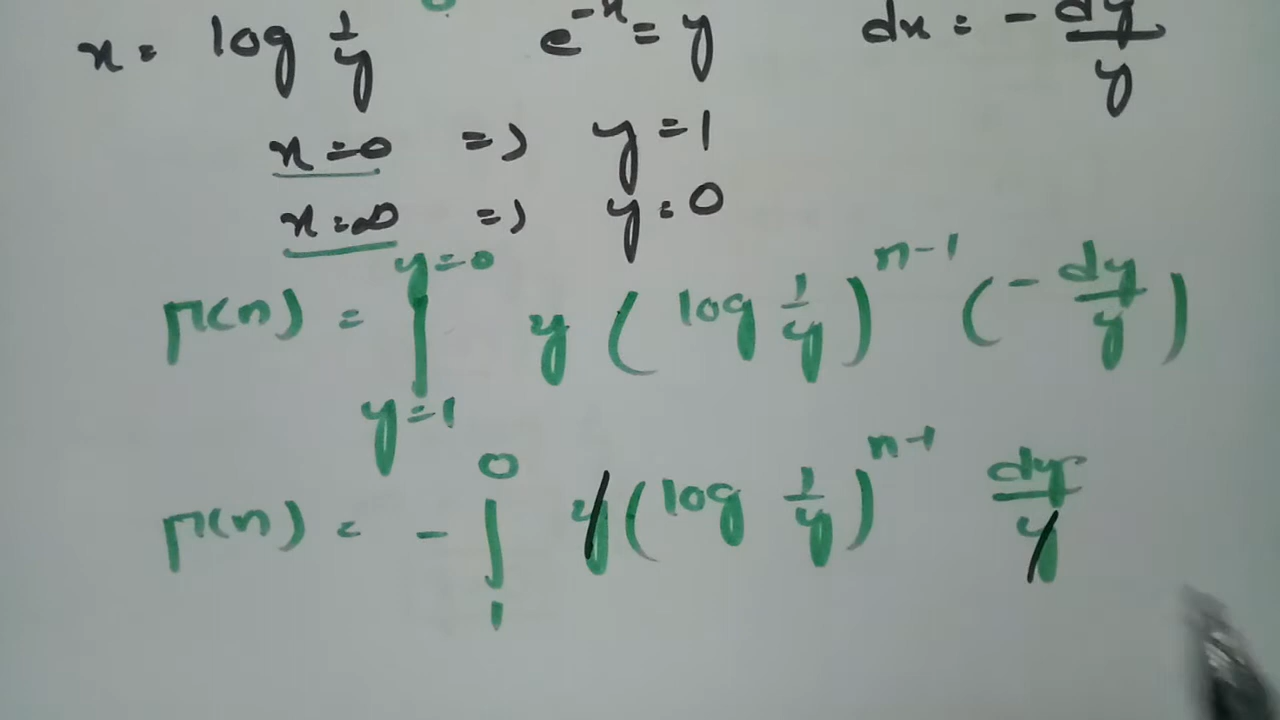 x = log 1/y e^-x = y dx = - dy/y
x=0 => y=1
x=∞ => y=0
Γ(n) = ∫_{y=1}^{y=0} y (log 1/y)^{n-1} (- dy/y)
Γ(n) = - ∫_1^0 y (log 1/y)^{n-1} dy/y